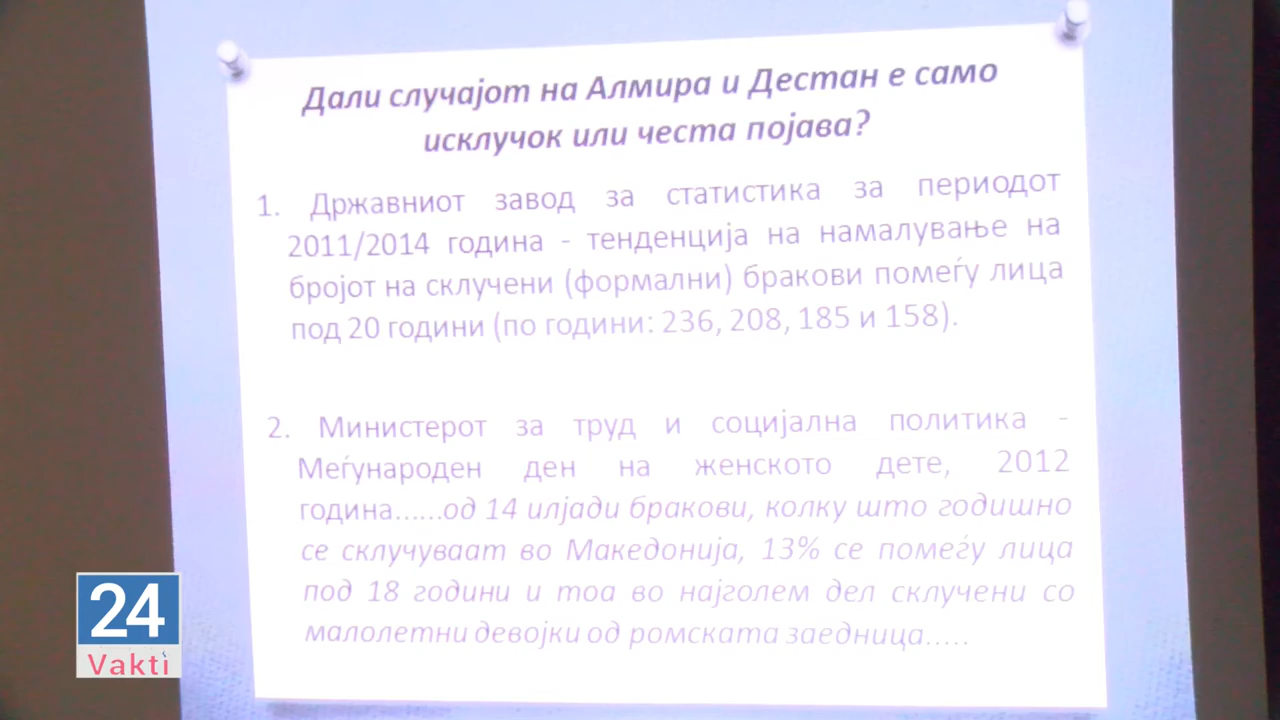 Дали случајот на Алмира и Дестан е само
исклучок или честа појава?
1. Државниот завод за статистика за периодот
2011/2014 година - тенденција на намалување на
бројот на склучени (формални) бракови помеѓу лица
под 20 години (по години: 236, 208, 185 и 158).
2. Министерот за труд и социјална политика -
Меѓународен ден на женското дете, 2012
година......од 14 илјади бракови, колку што годишно
се склучуваат во Македонија, 13% се помеѓу лица
под 18 години и тоа во најголем дел склучени со
малолетни девојки од ромската заедница.....
24
Vakti